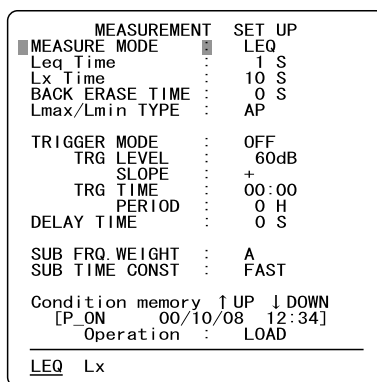 MEASUREMENT SET UP
MEASURE MODE : LEQ
Leq Time : 1 S
Lx Time : 10 S
BACK ERASE TIME : 0 S
Lmax/Lmin TYPE : AP
TRIGGER MODE : OFF
TRG LEVEL : 60dB
SLOPE : +
TRG TIME : 00:00
PERIOD : 0 H
DELAY TIME : 0 S
SUB FRQ.WEIGHT : A
SUB TIME CONST : FAST
Condition memory ↑UP ↓DOWN
[P_ON 00/10/08 12:34]
Operation : LOAD
LEQ Lx